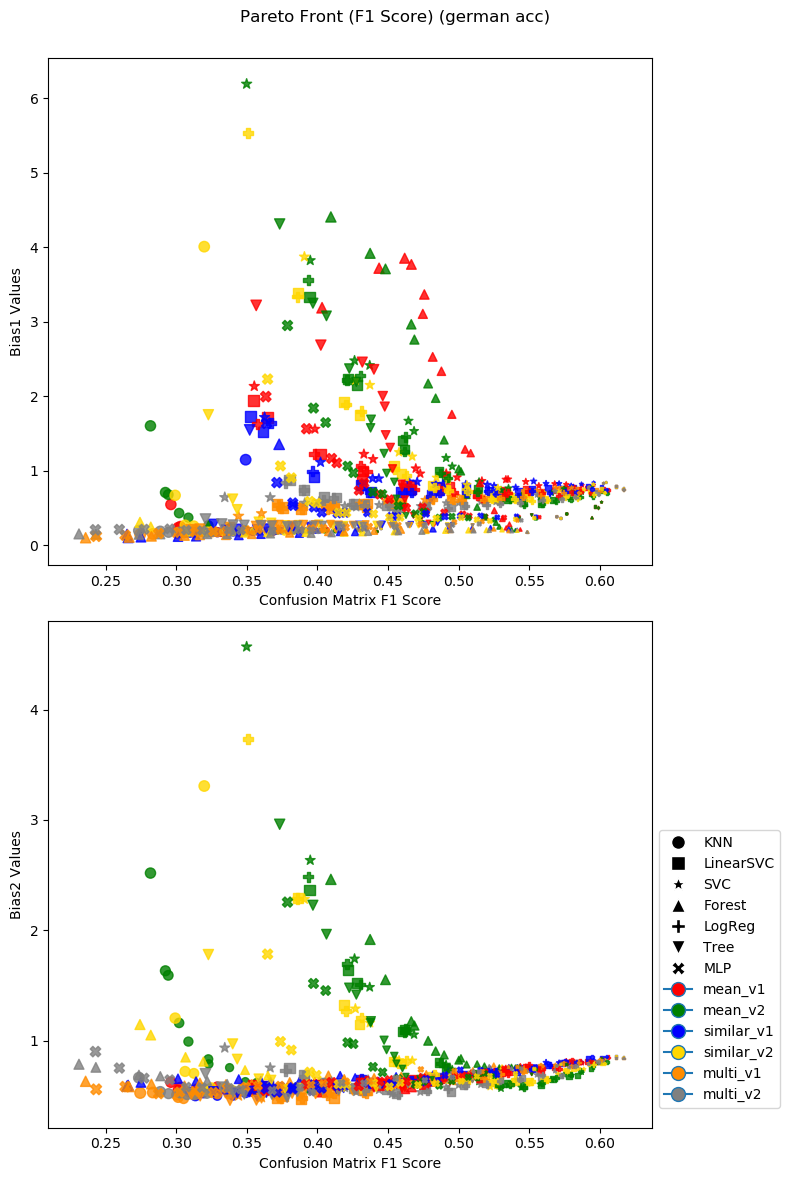 Pareto Front (F1 Score) (german acc)
6
5
4
3
2
1
0
Bias1 Values
0.25 0.30 0.35 0.40 0.45 0.50 0.55 0.60
Confusion Matrix F1 Score
4
3
2
1
Bias2 Values
0.25 0.30 0.35 0.40 0.45 0.50 0.55 0.60
Confusion Matrix F1 Score
KNN
LinearSVC
SVC
Forest
LogReg
Tree
MLP
mean_v1
mean_v2
similar_v1
similar_v2
multi_v1
multi_v2